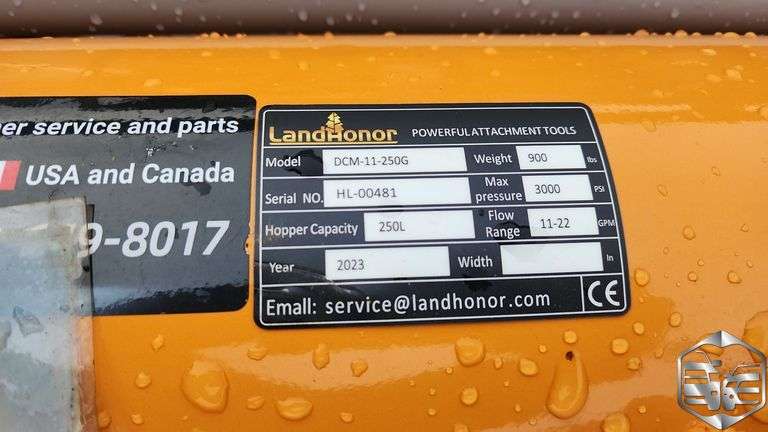 er service and parts
USA and Canada
9-8017
LandHonor POWERFUL ATTACHMENT TOOLS
Model DCM-11-250G Weight 900 lbs
Serial NO. HL-00481 Max pressure 3000 PSI
Hopper Capacity 250L Flow Range 11-22 GPM
Year 2023 Width In
Email: service@landhonor.com CE